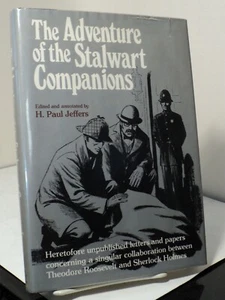 The Adventure
of the Stalwart
Companions
Edited and annotated by
H. Paul Jeffers
Heretofore unpublished letters and papers
concerning a singular collaboration between
Theodore Roosevelt and Sherlock Holmes